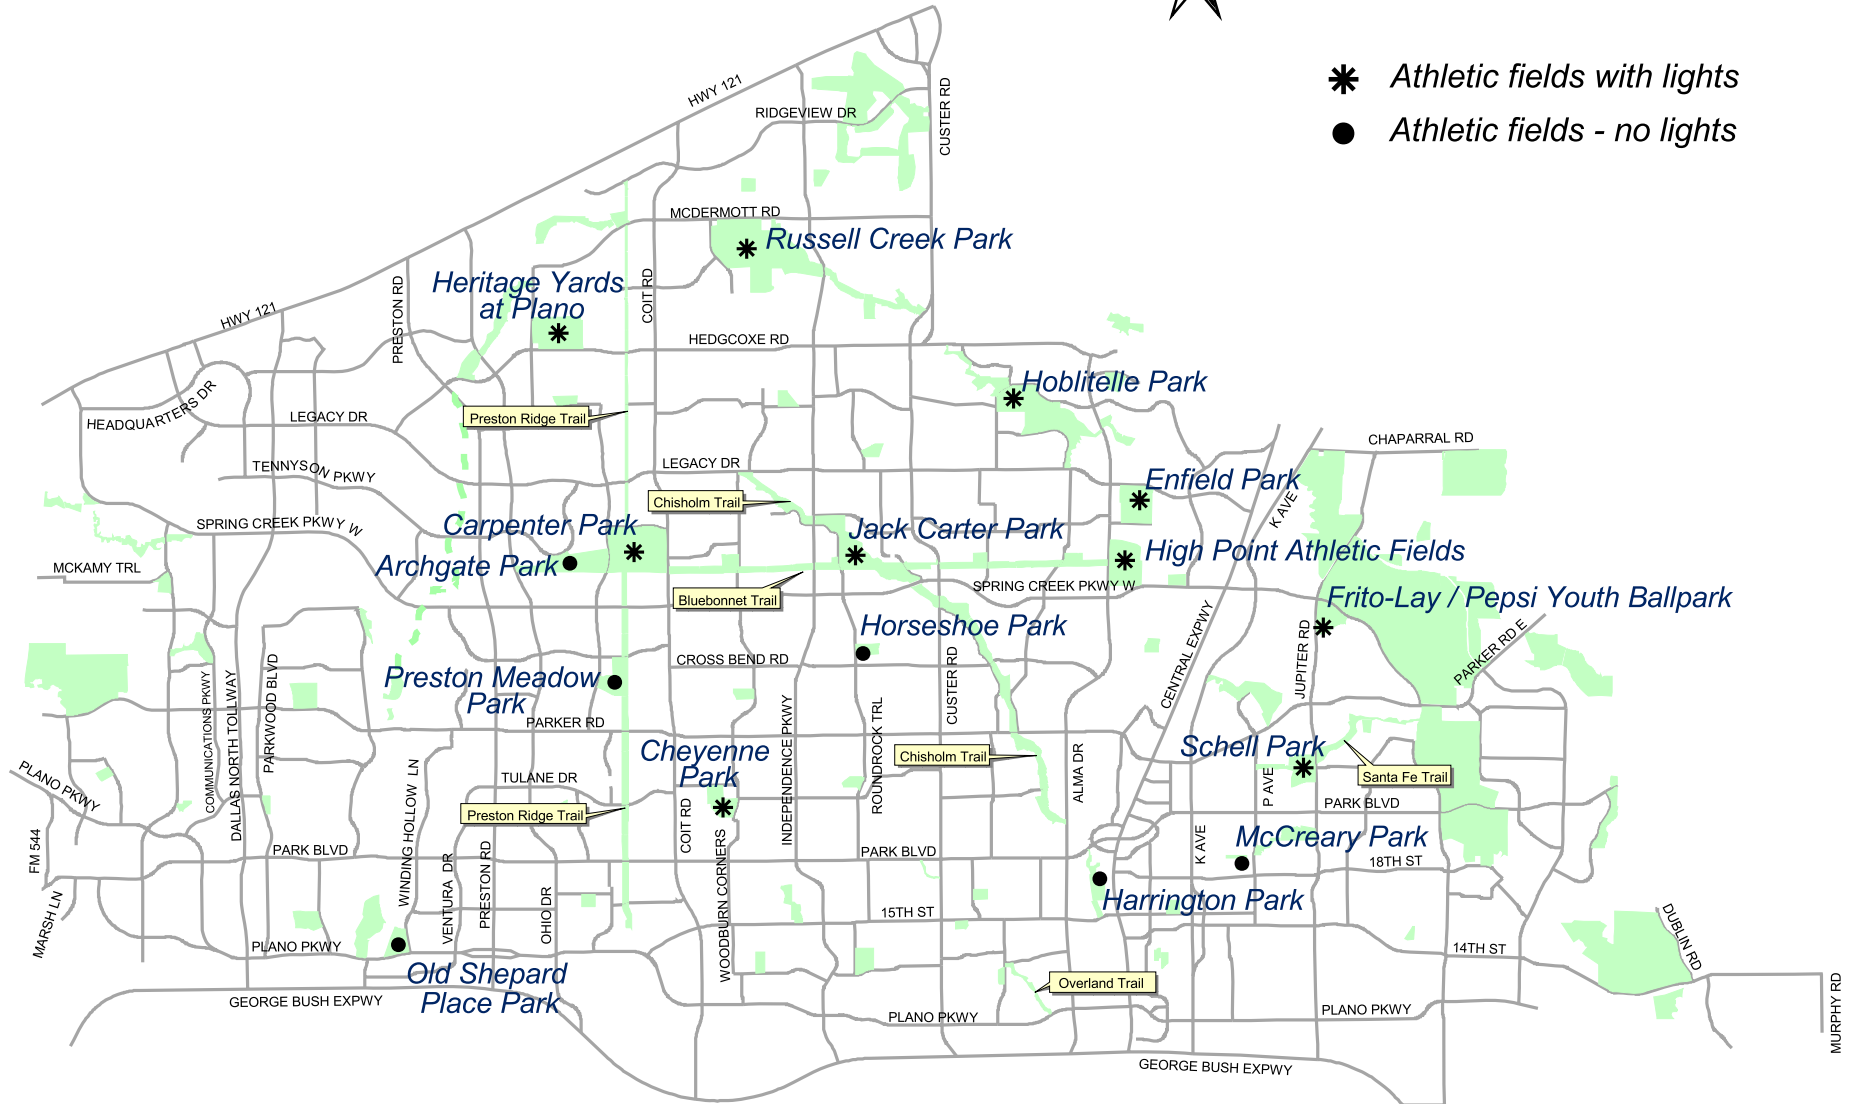 Athletic fields with lights
Athletic fields - no lights
HWY 121
RIDGEVIEW DR
CUSTER RD
MCDERMOTT RD
Russell Creek Park
Heritage Yards
at Plano
PRESTON RD
COIT RD
HWY 121
HEDGCOXE RD
Hoblitelle Park
HEADQUARTERS DR
LEGACY DR
Preston Ridge Trail
CHAPARRAL RD
TENNYSON PKWY
LEGACY DR
Enfield Park
Chisholm Trail
K AVE
SPRING CREEK PKWY W
Carpenter Park
Jack Carter Park
High Point Athletic Fields
Archgate Park
MCKAMY TRL
SPRING CREEK PKWY W
Bluebonnet Trail
Frito-Lay / Pepsi Youth Ballpark
Horseshoe Park
CENTRAL EXPWY
JUPITER RD
PARKER RD E
CROSS BEND RD
CUSTER RD
Preston Meadow
Park
COMMUNICATIONS PKWY
DALLAS NORTH TOLLWAY
PARKWOOD BLVD
PARKER RD
INDEPENDENCE PKWY
ROUNDROCK TRL
Cheyenne
Park
Chisholm Trail
ALMA DR
Schell Park
Santa Fe Trail
PLANO PKWY
WINDING HOLLOW LN
TULANE DR
P AVE
PARK BLVD
Preston Ridge Trail
COIT RD
FM 544
PARK BLVD
VENTURA DR
PRESTON RD
WOODBURN CORNERS
PARK BLVD
K AVE
McCreary Park
18TH ST
Harrington Park
MARSH LN
OHIO DR
15TH ST
DUBLIN RD
PLANO PKWY
14TH ST
Old Shepard
Place Park
Overland Trail
GEORGE BUSH EXPWY
PLANO PKWY
PLANO PKWY
MURPHY RD
GEORGE BUSH EXPWY